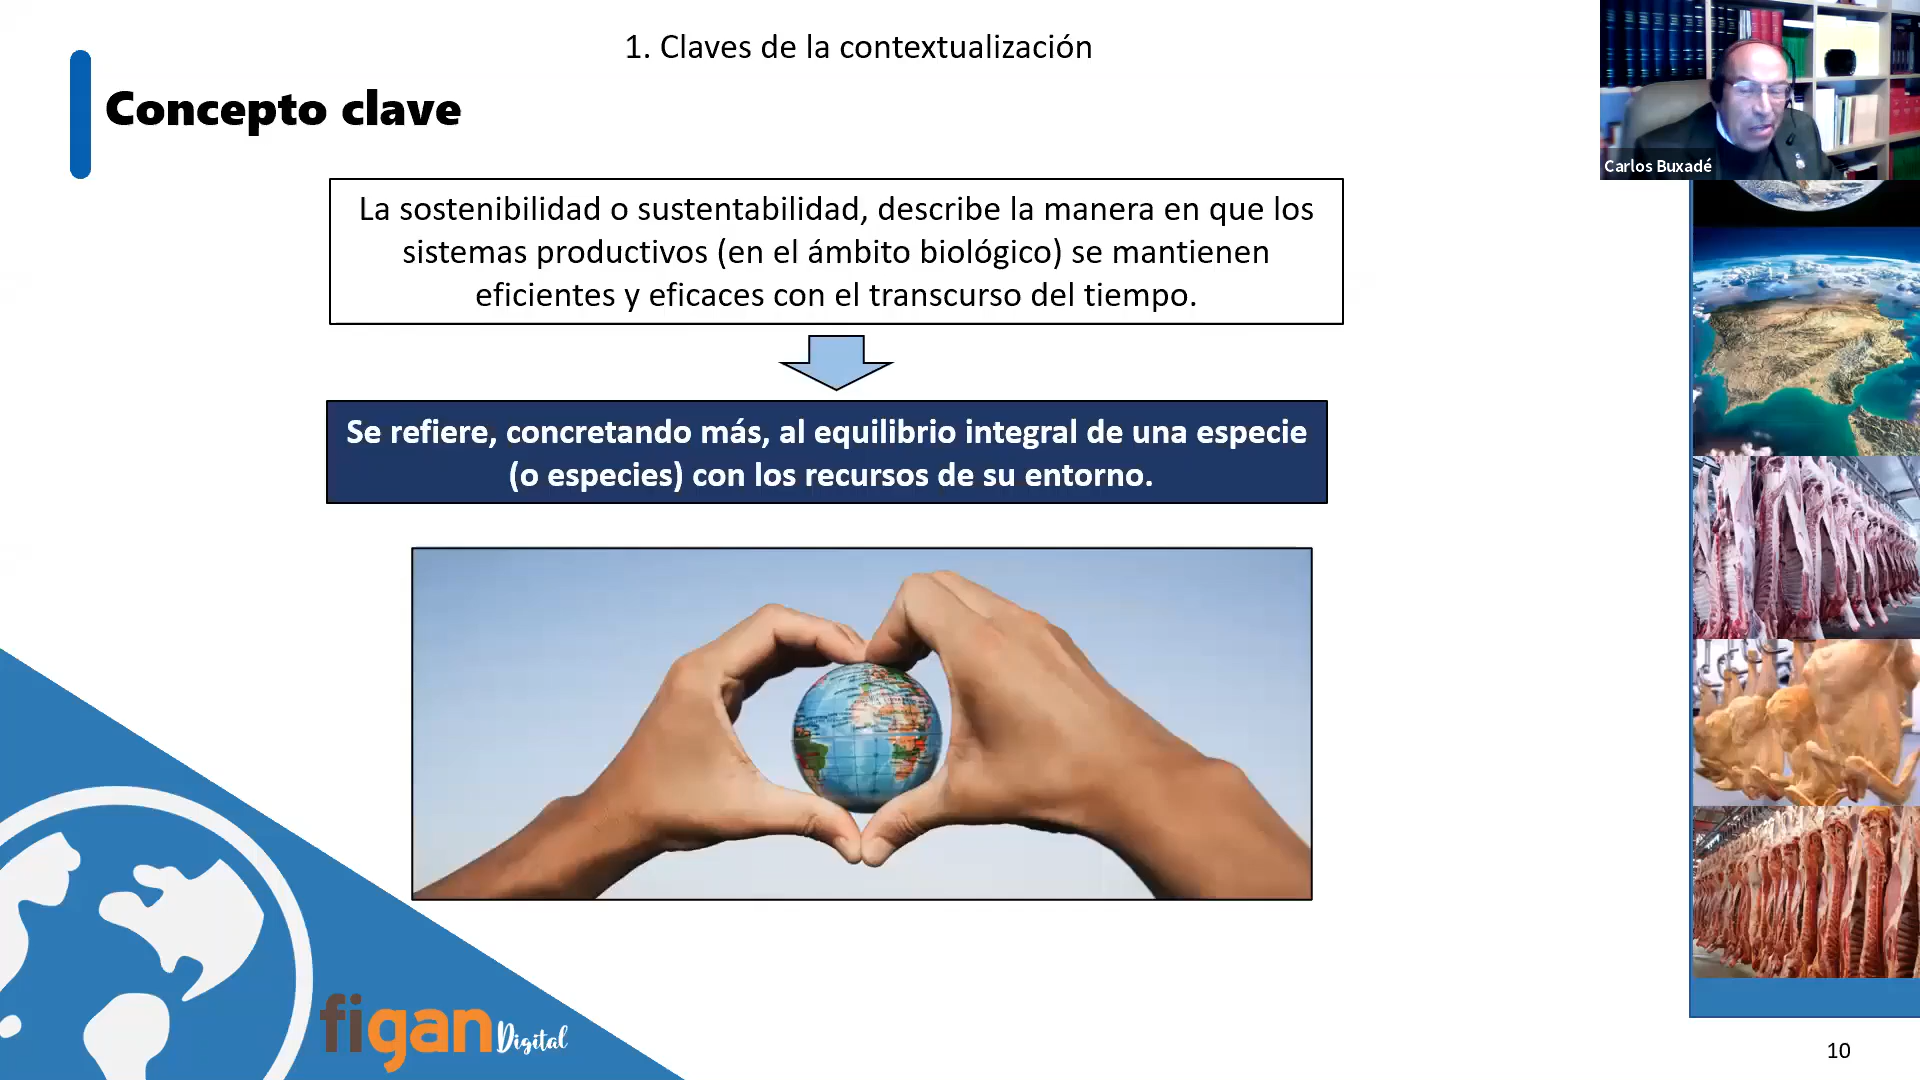 1. Claves de la contextualización
Concepto clave
Carlos Buxadé
La sostenibilidad o sustentabilidad, describe la manera en que los
sistemas productivos (en el ámbito biológico) se mantienen
eficientes y eficaces con el transcurso del tiempo.
Se refiere, concretando más, al equilibrio integral de una especie
(o especies) con los recursos de su entorno.
figan Digital
10